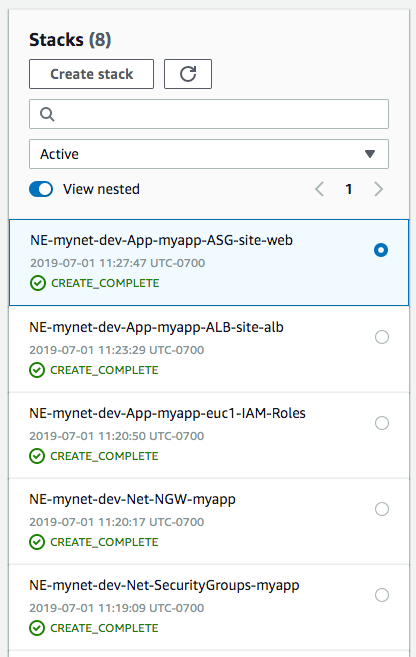 Stacks (8)
Create stack
Active
View nested
1
NE-mynet-dev-App-myapp-ASG-site-web
2019-07-01 11:27:47 UTC-0700
CREATE_COMPLETE
NE-mynet-dev-App-myapp-ALB-site-alb
2019-07-01 11:23:29 UTC-0700
CREATE_COMPLETE
NE-mynet-dev-App-myapp-euc1-IAM-Roles
2019-07-01 11:20:50 UTC-0700
CREATE_COMPLETE
NE-mynet-dev-Net-NGW-myapp
2019-07-01 11:20:17 UTC-0700
CREATE_COMPLETE
NE-mynet-dev-Net-SecurityGroups-myapp
2019-07-01 11:19:09 UTC-0700
CREATE_COMPLETE